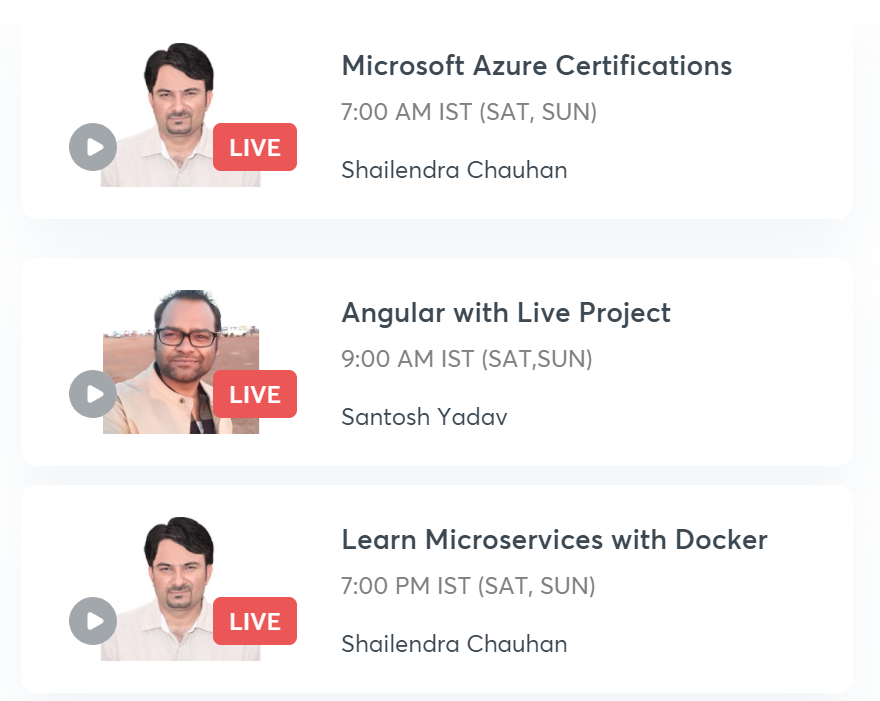 Microsoft Azure Certifications
7:00 AM IST (SAT, SUN)
LIVE
Shailendra Chauhan
Angular with Live Project
9:00 AM IST (SAT,SUN)
LIVE
Santosh Yadav
Learn Microservices with Docker
7:00 PM IST (SAT, SUN)
LIVE
Shailendra Chauhan